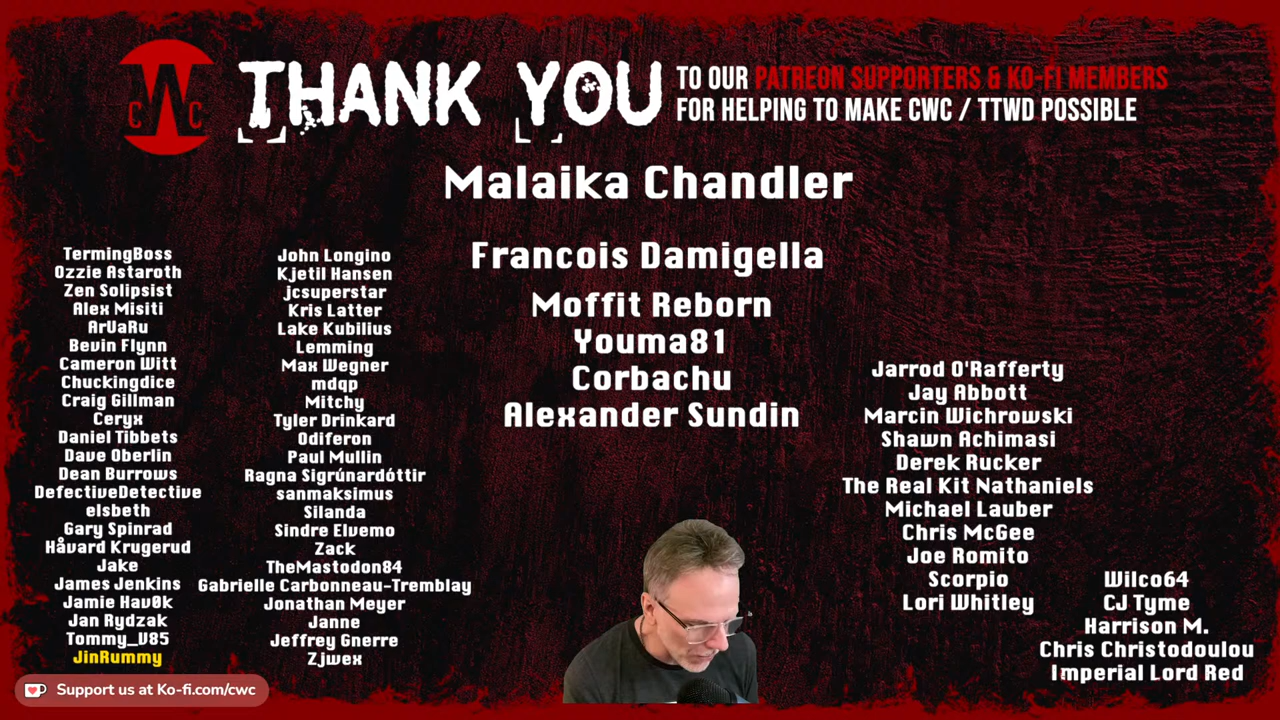 CWC
THANK YOU
TO OUR PATREON SUPPORTERS & KO-FI MEMBERS
FOR HELPING TO MAKE CWC / TTWD POSSIBLE
Malaika Chandler
Francois Damigella
Moffit Reborn
Youma81
Corbachu
Alexander Sundin
TermingBoss
Ozzie Astaroth
Zen Solipsist
Alex Misiti
ArVaRu
Bevin Flynn
Cameron Witt
Chuckingdice
Craig Gillman
Ceryx
Daniel Tibbets
Dave Oberlin
Dean Burrows
DefectiveDetective
elsbeth
Gary Spinrad
Håvard Krugerud
Jake
James Jenkins
Jamie Hav0k
Jan Rydzak
Tommy_V85
JinRummy
John Longino
Kjetil Hansen
jcsuperstar
Kris Latter
Lake Kubilius
Lemming
Max Wegner
mdqp
Mitchy
Tyler Drinkard
Odiferon
Paul Mullin
Ragna Sigrúnardóttir
sanmaksimus
Silanda
Sindre Elvemo
Zack
TheMastodon84
Gabrielle Carbonneau-Tremblay
Jonathan Meyer
Janne
Jeffrey Gnerre
Zjwex
Jarrod O'Rafferty
Jay Abbott
Marcin Wichrowski
Shawn Achimasi
Derek Rucker
The Real Kit Nathaniels
Michael Lauber
Chris McGee
Joe Romito
Scorpio
Lori Whitley
Wilco64
CJ Tyme
Harrison M.
Chris Christodoulou
Imperial Lord Red
Support us at Ko-fi.com/cwc